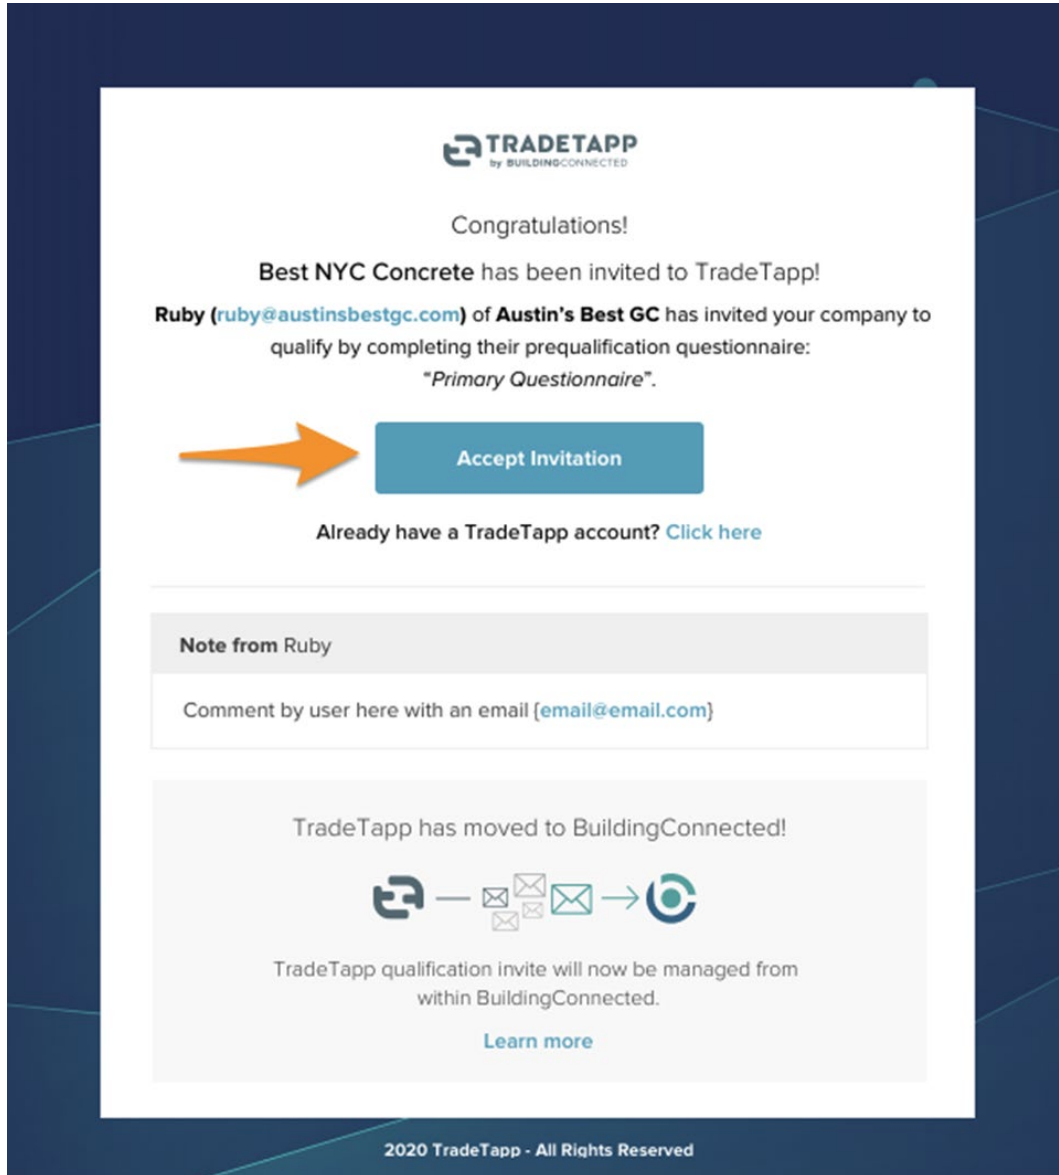 TRADETAPP
by BUILDINGCONNECTED
Congratulations!
Best NYC Concrete has been invited to TradeTapp!
Ruby (ruby@austinsbestgc.com) of Austin's Best GC has invited your company to
qualify by completing their prequalification questionnaire:
“Primary Questionnaire”.
Accept Invitation
Already have a TradeTapp account? Click here
Note from Ruby
Comment by user here with an email {email@email.com}
TradeTapp has moved to BuildingConnected!
TradeTapp qualification invite will now be managed from
within BuildingConnected.
Learn more
2020 TradeTapp - All Rights Reserved